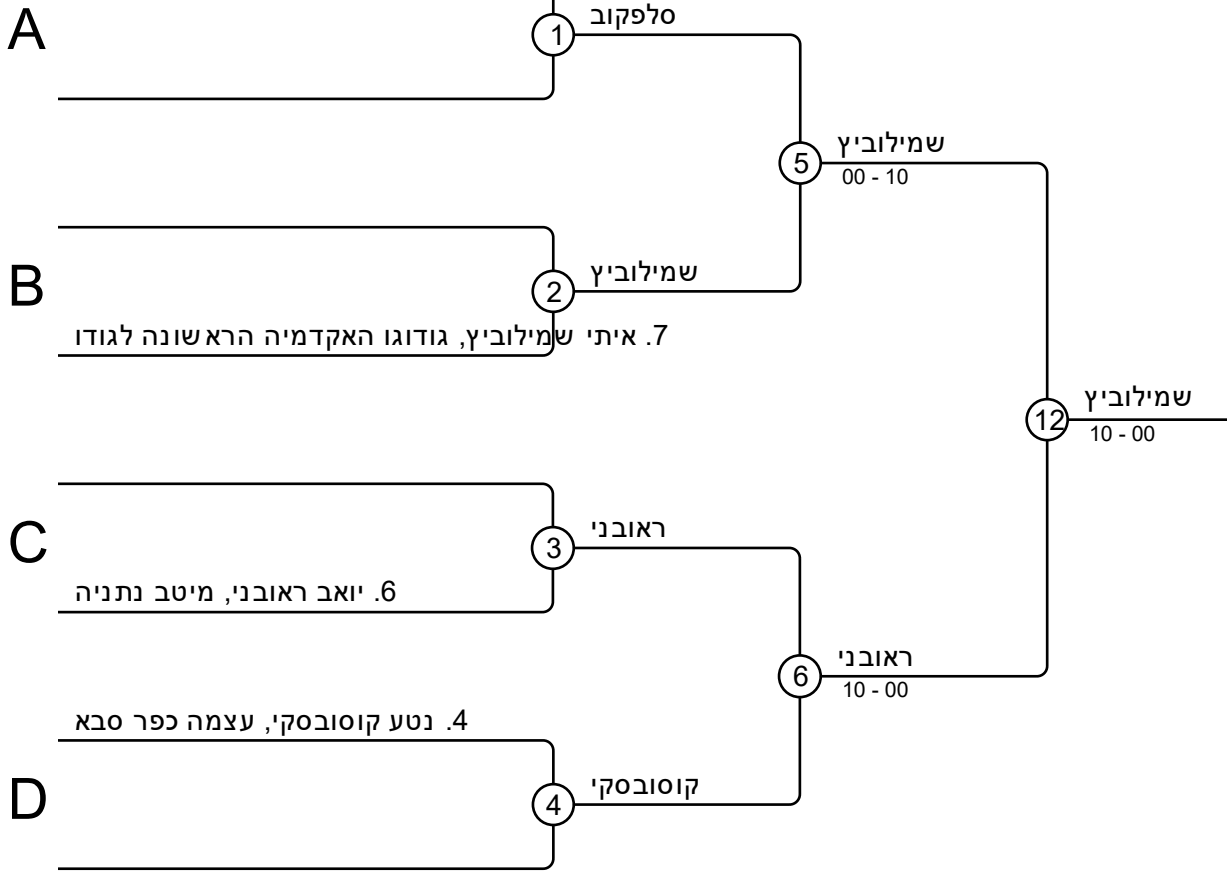 A
1
סלפקוב
5
שמילוביץ
00 - 10
B
2
שמילוביץ
7. איתי שמילוביץ, גודוגו האקדמיה הראשונה לגודו
12
שמילוביץ
10 - 00
C
3
ראובני
6. יואב ראובני, מיטב נתניה
6
ראובני
10 - 00
4. נטע קוסובסקי, עצמה כפר סבא
D
4
קוסובסקי